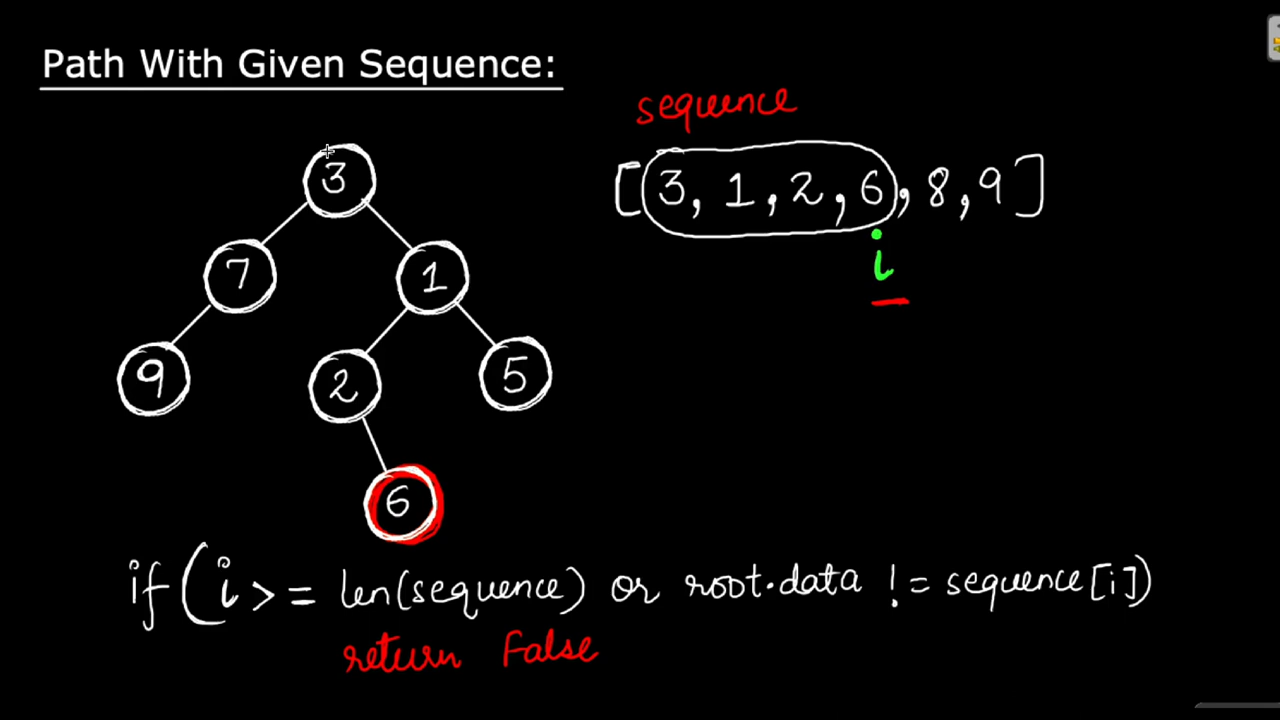 Path With Given Sequence:
sequence
[3, 1, 2, 6, 8, 9]
i
3
7 1
9 2 5
6
if (i >= len(sequence) or root.data != sequence[i])
return False